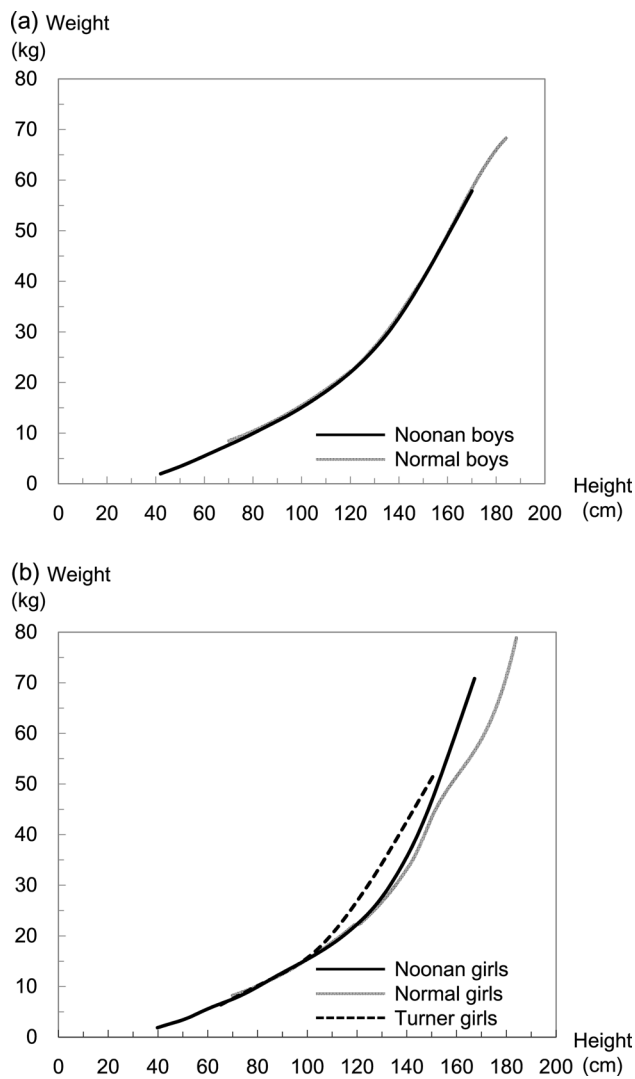 (a) Weight
(kg)
80
70
60
50
40
30
20
10
0
Noonan boys
Normal boys
Height
(cm)
0 20 40 60 80 100 120 140 160 180 200
(b) Weight
(kg)
80
70
60
50
40
30
20
10
0
Noonan girls
Normal girls
Turner girls
Height
(cm)
0 20 40 60 80 100 120 140 160 180 200